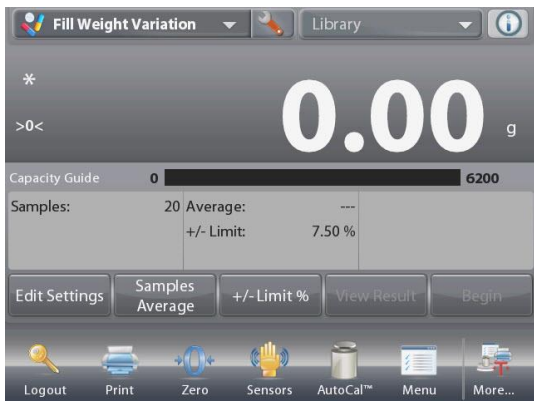 Fill Weight Variation Library
*
>0<
0.00 g
Capacity Guide 0 6200
Samples: 20 Average: ---
+/- Limit: 7.50 %
Edit Settings Samples Average +/- Limit % View Result Begin
Logout Print Zero Sensors AutoCal™ Menu More...